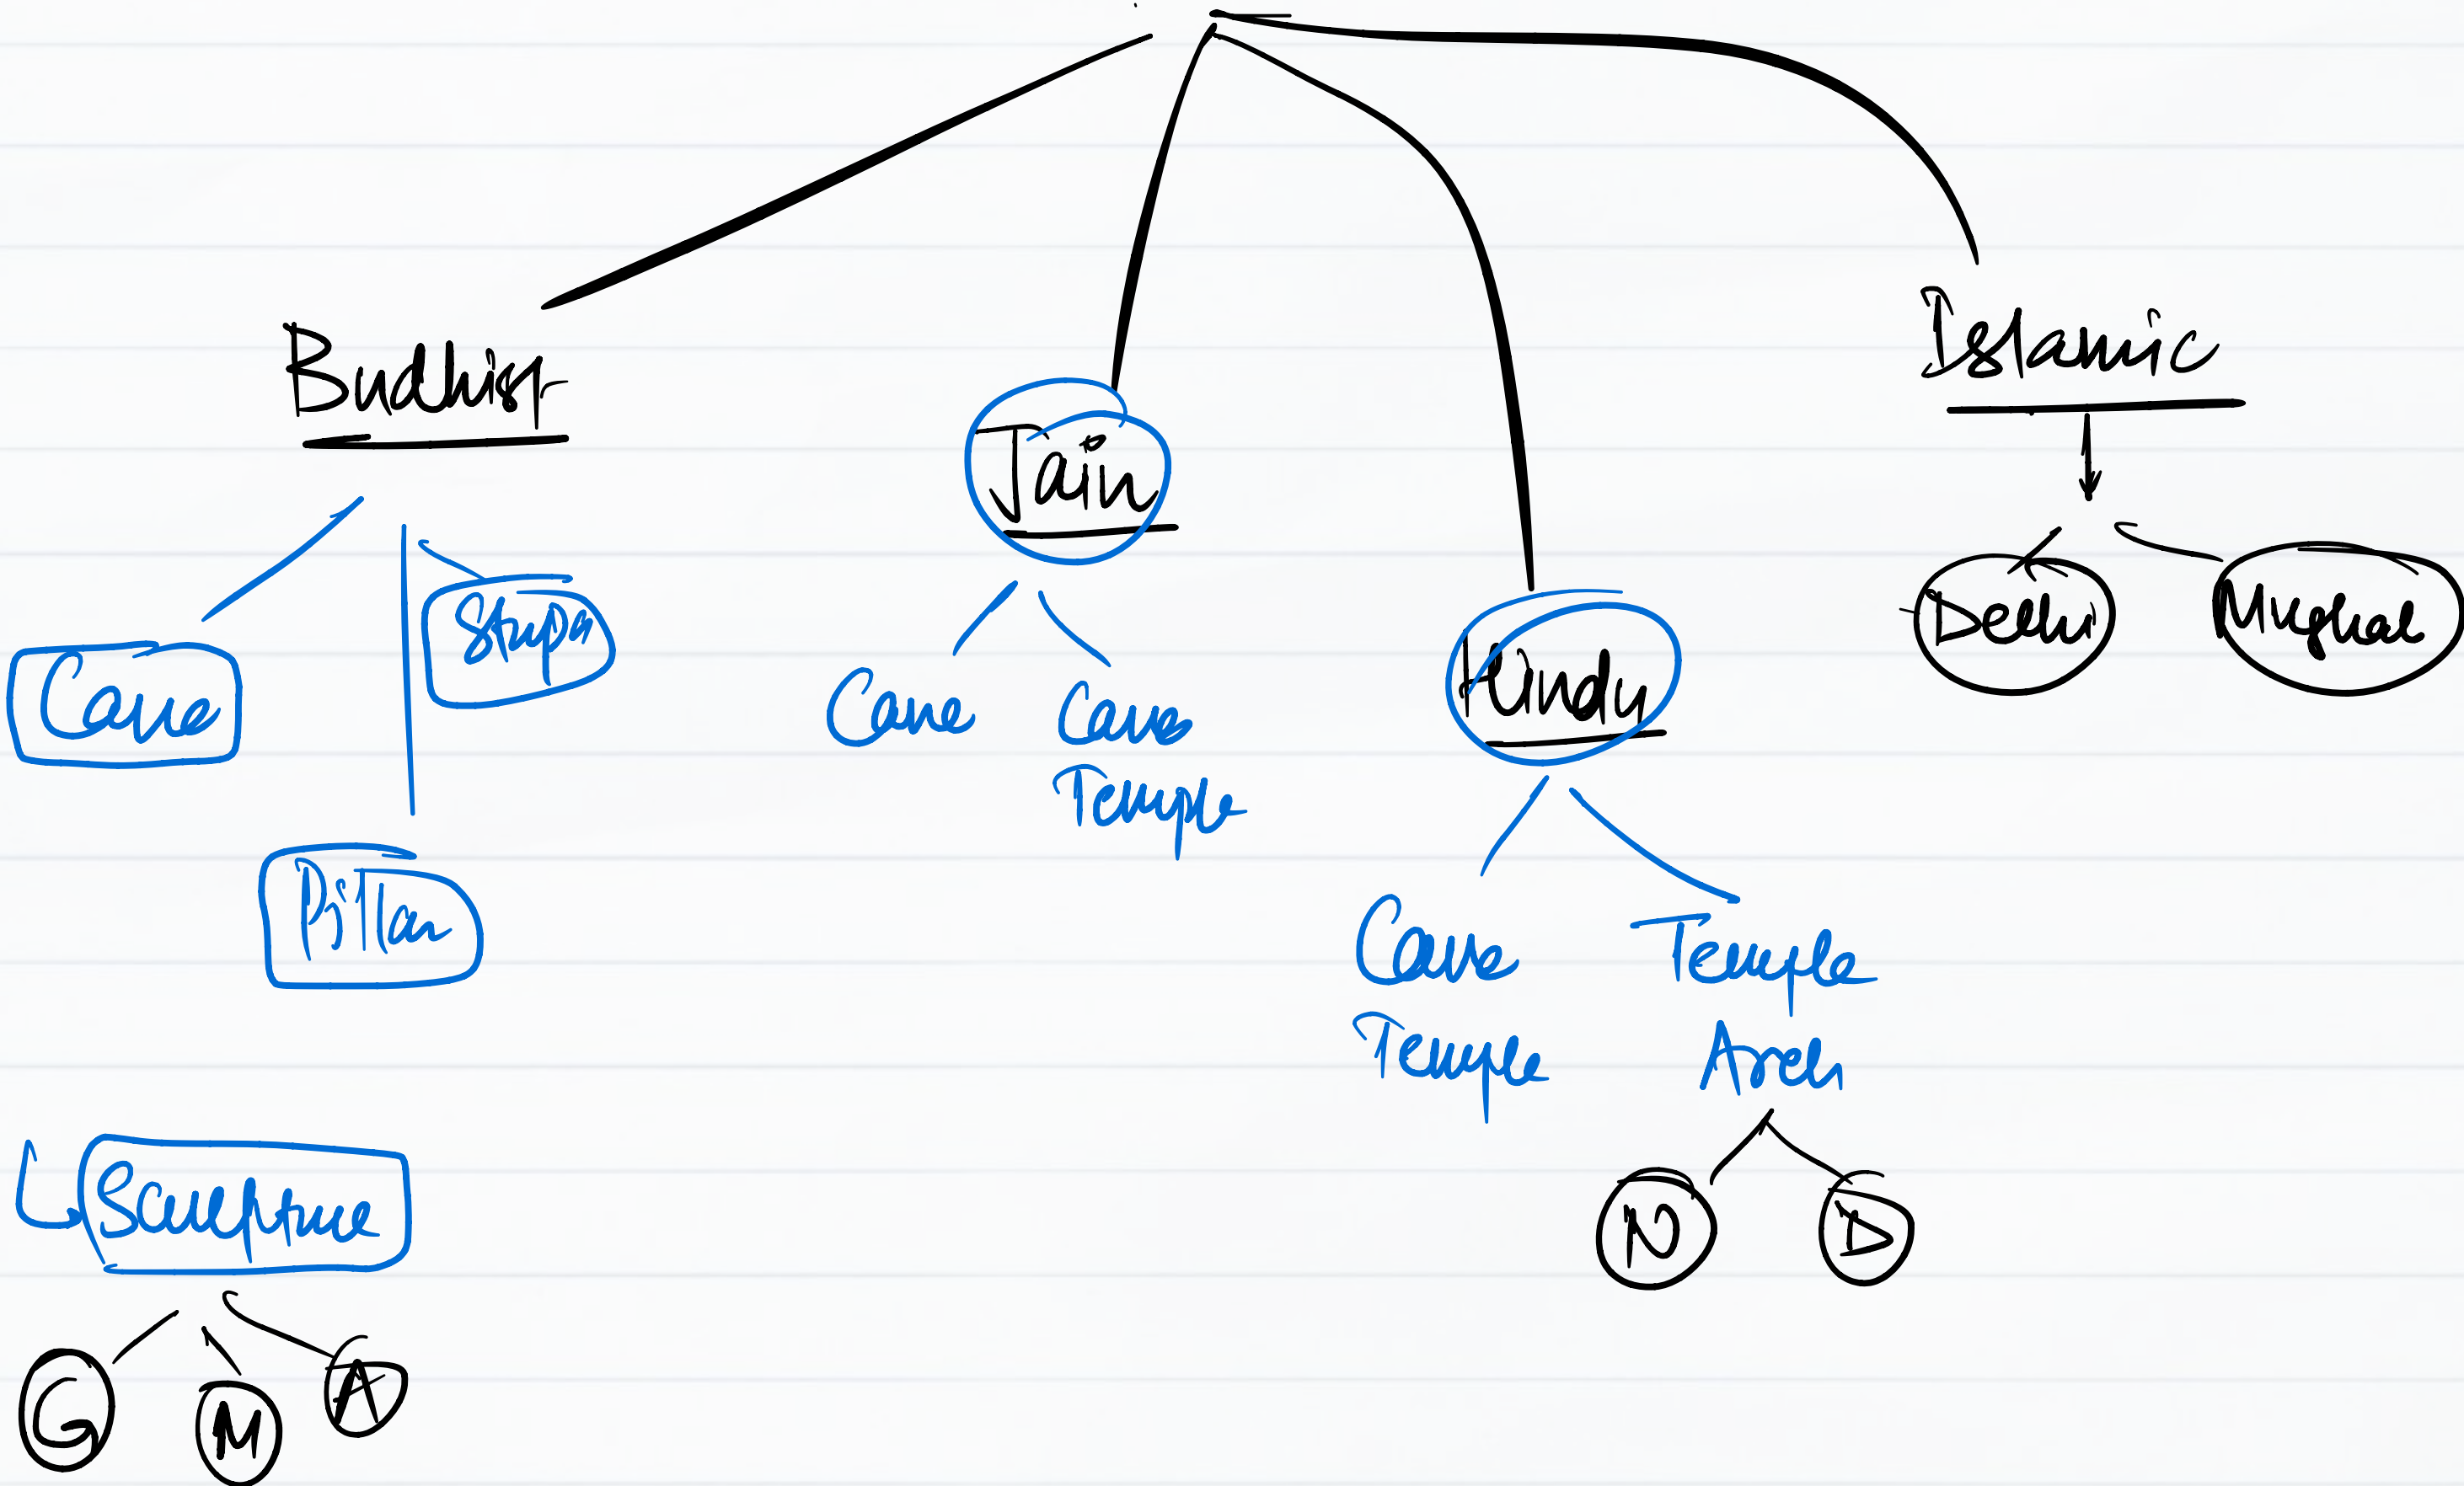 Budhist
Islamic
Jain
Stupa
Delhi
Mughal
Cave
Hindu
Cave
Cave
Temple
Pillar
Cave
Temple
Temple
Arch
Sculpture
N
D
G
M
A